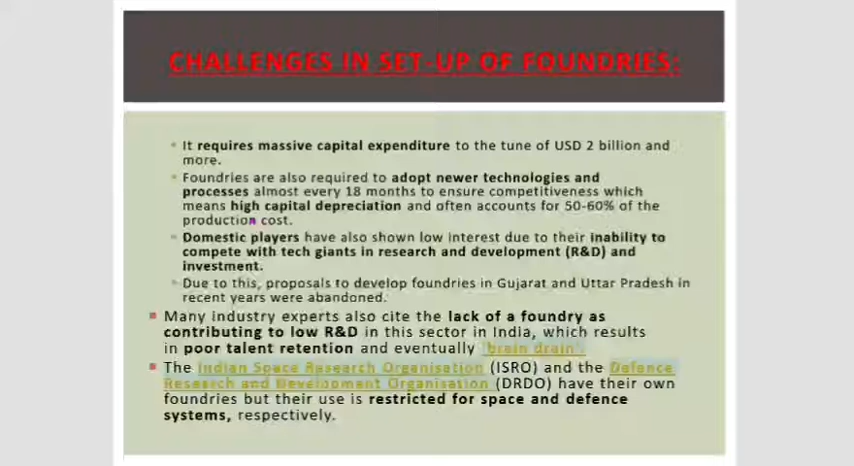 CHALLENGES IN SET-UP OF FOUNDRIES:
It requires massive capital expenditure to the tune of USD 2 billion and
more.
Foundries are also required to adopt newer technologies and
processes almost every 18 months to ensure competitiveness which
means high capital depreciation and often accounts for 50-60% of the
production cost.
Domestic players have also shown low interest due to their inability to
compete with tech giants in research and development (R&D) and
investment.
Due to this, proposals to develop foundries in Gujarat and Uttar Pradesh in
recent years were abandoned.
Many industry experts also cite the lack of a foundry as
contributing to low R&D in this sector in India, which results
in poor talent retention and eventually 'brain drain'.
The Indian Space Research Organisation (ISRO) and the Defence
Research and Development Organisation (DRDO) have their own
foundries but their use is restricted for space and defence
systems, respectively.